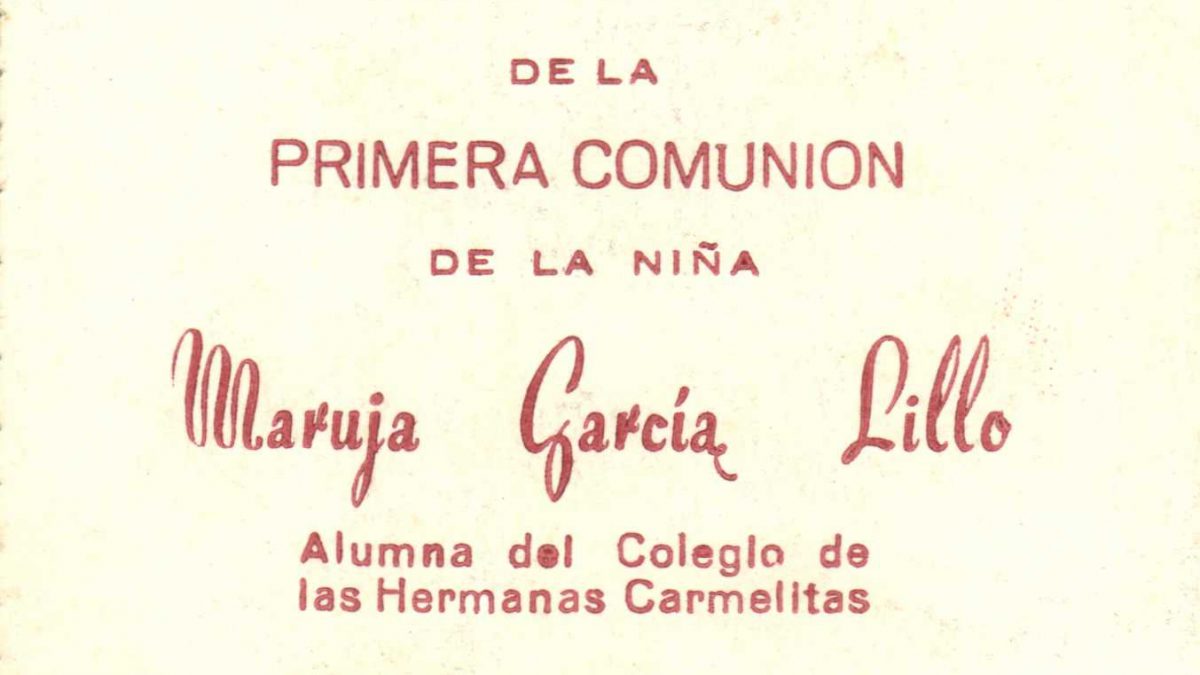 DE LA
PRIMERA COMUNION
DE LA NIÑA
Maruja García Lillo
Alumna del Colegio de
las Hermanas Carmelitas